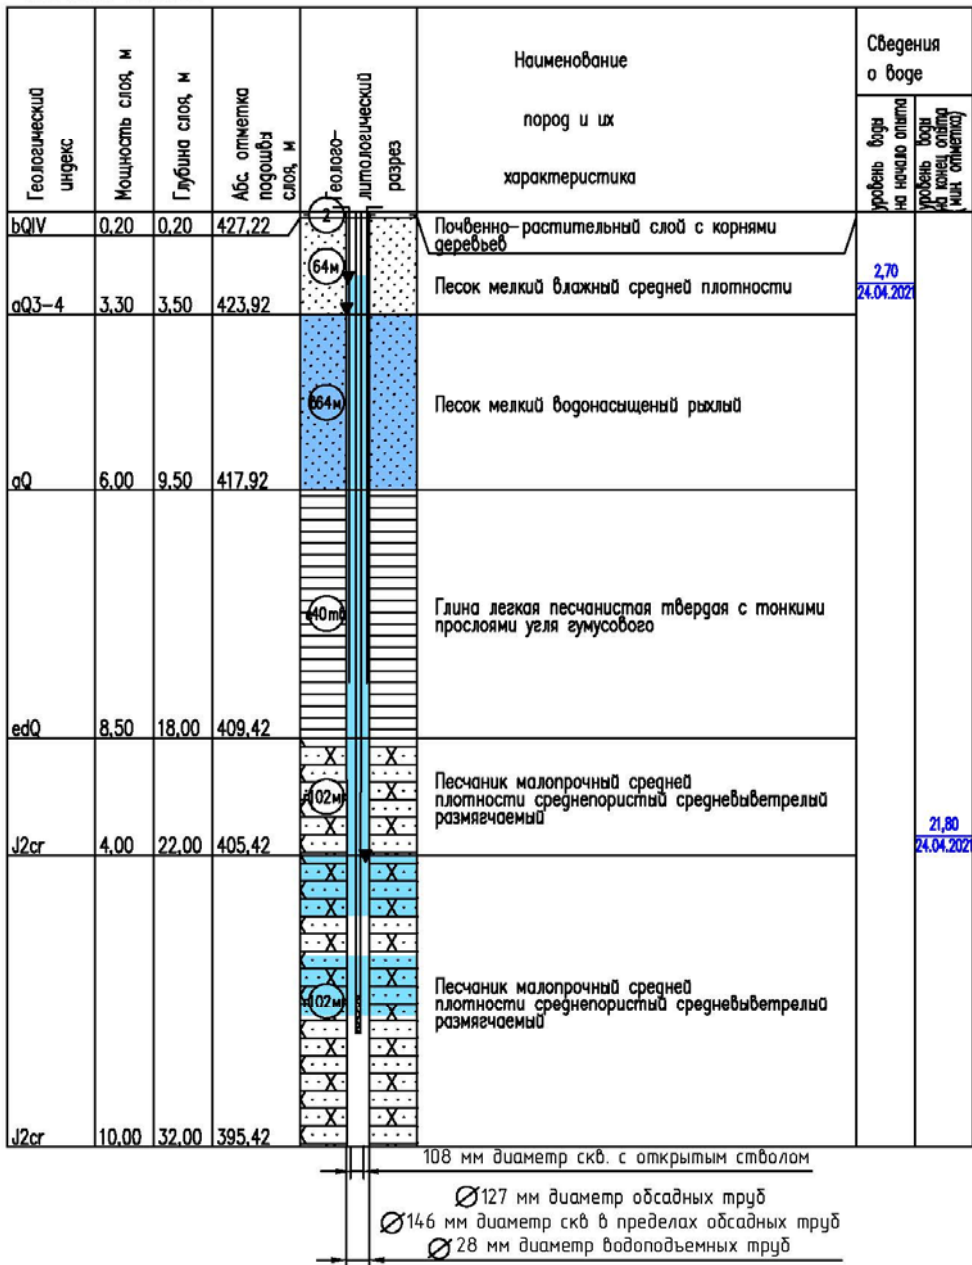 Геологический
индекс
Мощность слоя, м
Глубина слоя, м
Абс. отметка
подошвы
слоя, м
Геолого-
литологический
разрез
Наименование
пород и их
характеристика
Сведения
о воде
уровень воды
на начало опыта
уровень воды
на конец опыта
(мин. отметка)
bQIV 0,20 0,20 427,22 2 Почвенно-растительный слой с корнями
деревьев
64м
2,70
24.04.2021
aQ3-4 3,30 3,50 423,92 Песок мелкий влажный средней плотности
64м Песок мелкий водонасыщеный рыхлый
aQ 6,00 9,50 417,92
40тв Глина легкая песчанистая твердая с тонкими
прослоями угля гумусового
edQ 8,50 18,00 409,42
102м Песчаник малопрочный средней
плотности среднепористый средневыветрелый
размягчаемый
21,80
24.04.2021
J2cr 4,00 22,00 405,42
102м Песчаник малопрочный средней
плотности среднепористый средневыветрелый
размягчаемый
J2cr 10,00 32,00 395,42
108 мм диаметр скв. с открытым стволом
Ø127 мм диаметр обсадных труб
Ø146 мм диаметр скв в пределах обсадных труб
Ø28 мм диаметр водоподьемных труб